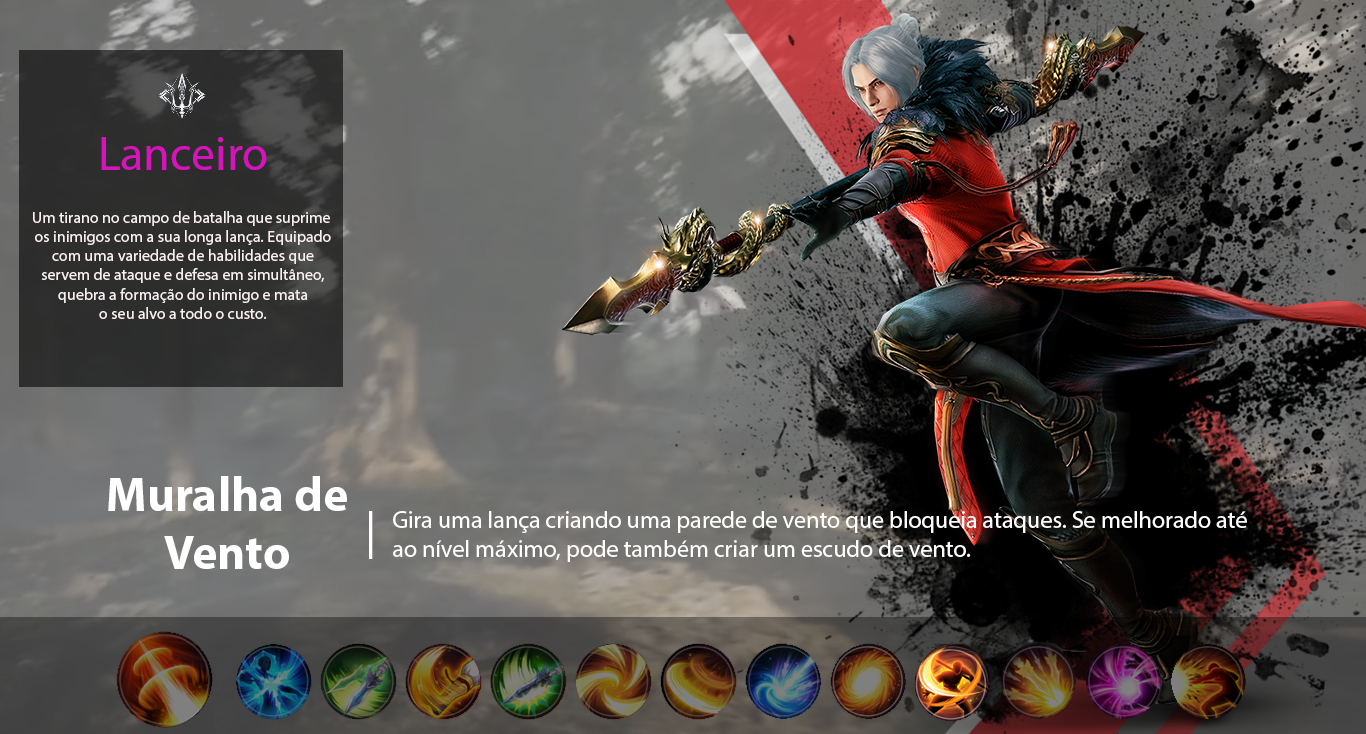 Lanceiro
Um tirano no campo de batalha que suprime
os inimigos com a sua longa lança. Equipado
com uma variedade de habilidades que
servem de ataque e defesa em simultâneo,
quebra a formação do inimigo e mata
o seu alvo a todo o custo.
Muralha de
Vento
Gira uma lança criando uma parede de vento que bloqueia ataques. Se melhorado até
ao nível máximo, pode também criar um escudo de vento.